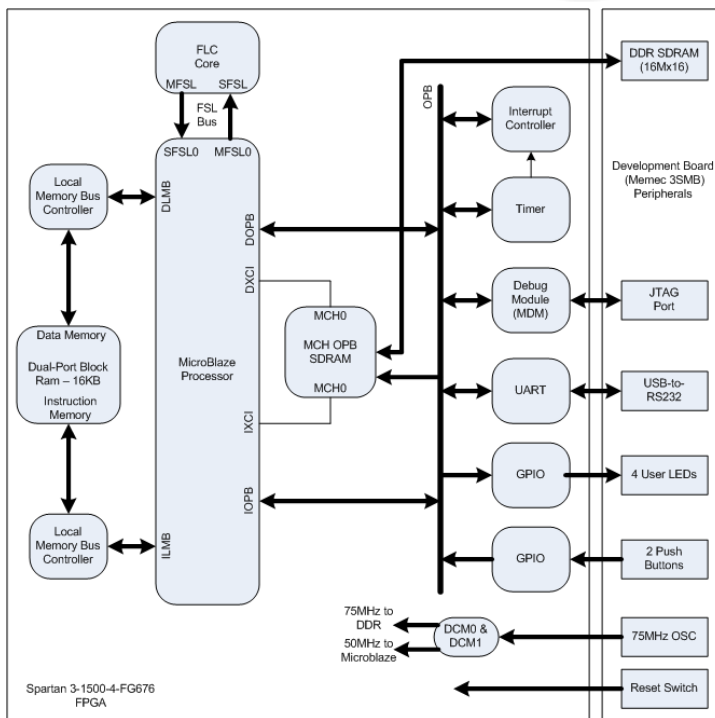 FLC
Core
MFSL SFSL
FSL
Bus
SFSL0 MFSL0
Local
Memory Bus
Controller
DLMB
DOPB
DXCI
MicroBlaze
Processor
IXCI
IOPB
ILMB
Data Memory
Dual-Port Block
Ram – 16KB
Instruction
Memory
Local
Memory Bus
Controller
MCH0
MCH OPB
SDRAM
MCH0
OPB
Interrupt
Controller
Timer
Debug
Module
(MDM)
UART
GPIO
GPIO
75MHz to
DDR
50MHz to
Microblaze
DCM0 &
DCM1
Spartan 3-1500-4-FG676
FPGA
DDR SDRAM
(16Mx16)
Development Board
(Memec 3SMB)
Peripherals
JTAG
Port
USB-to-
RS232
4 User LEDs
2 Push
Buttons
75MHz OSC
Reset Switch